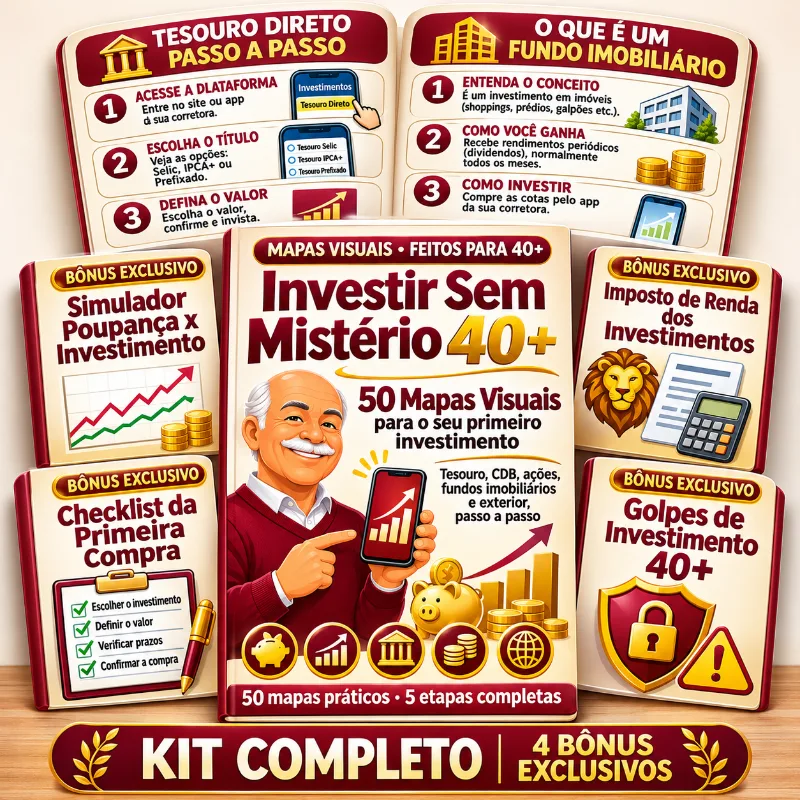 TESOURO DIRETO
PASSO A PASSO
1
ACESSE A DLATAFORMA
Entre no site ou app
d sua corretora.
Investimentos
Tesouro Direto
2
ESCOLHA O TÍTULO
Veja as opções:
Selic, IPCA+ ou
Prefixado.
Tesouro Selic
Tesouro IPCA+
Tesouro Prefixado
3
DEFINA O VALOR
Escolha o valor,
confirme e invista.
O QUE É UM
FUNDO IMOBILIÁRIO
1
ENTENDA O CONCEITO
É um investimento em imóveis
(shoppings, prédios, galpões etc.).
2
COMO VOCÊ GANHA
Recebe rendimentos periódicos
(dividendos), normalmente
todos os meses.
3
COMO INVESTIR
Compre as cotas pelo app
da sua corretora.
BÔNUS EXCLUSIVO
Simulador
Poupança x
Investimento
BÔNUS EXCLUSIVO
Checklist da
Primeira
Compra
Escolher o investimento
Definir o valor
Verificar prazos
Confirmar a compra
MAPAS VISUAIS • FEITOS PARA 40+
Investir Sem
Mistério 40+
50 Mapas Visuais
para o seu primeiro
investimento
Tesouro, CDB, ações,
fundos imobiliários
e exterior,
passo a passo
50 mapas práticos • 5 etapas completas
BÔNUS EXCLUSIVO
Imposto de Renda
dos
Investimentos
BÔNUS EXCLUSIVO
Golpes de
Investimento
40+
KIT COMPLETO
4 BÔNUS
EXCLUSIVOS